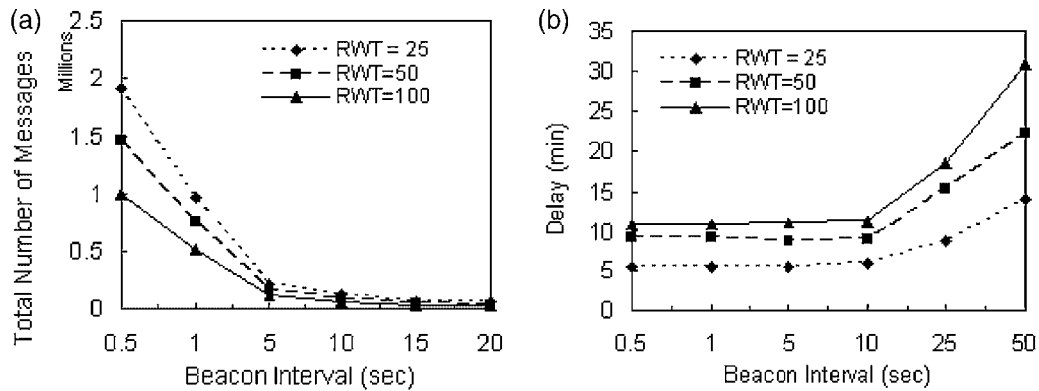 (a)
Total Number of Messages
Millions
2.5
2
1.5
1
0.5
0
RWT = 25
RWT=50
RWT=100
0.5 1 5 10 15 20
Beacon Interval (sec)
(b)
Delay (min)
35
30
25
20
15
10
5
0
RWT = 25
RWT=50
RWT=100
0.5 1 5 10 25 50
Beacon Interval (sec)